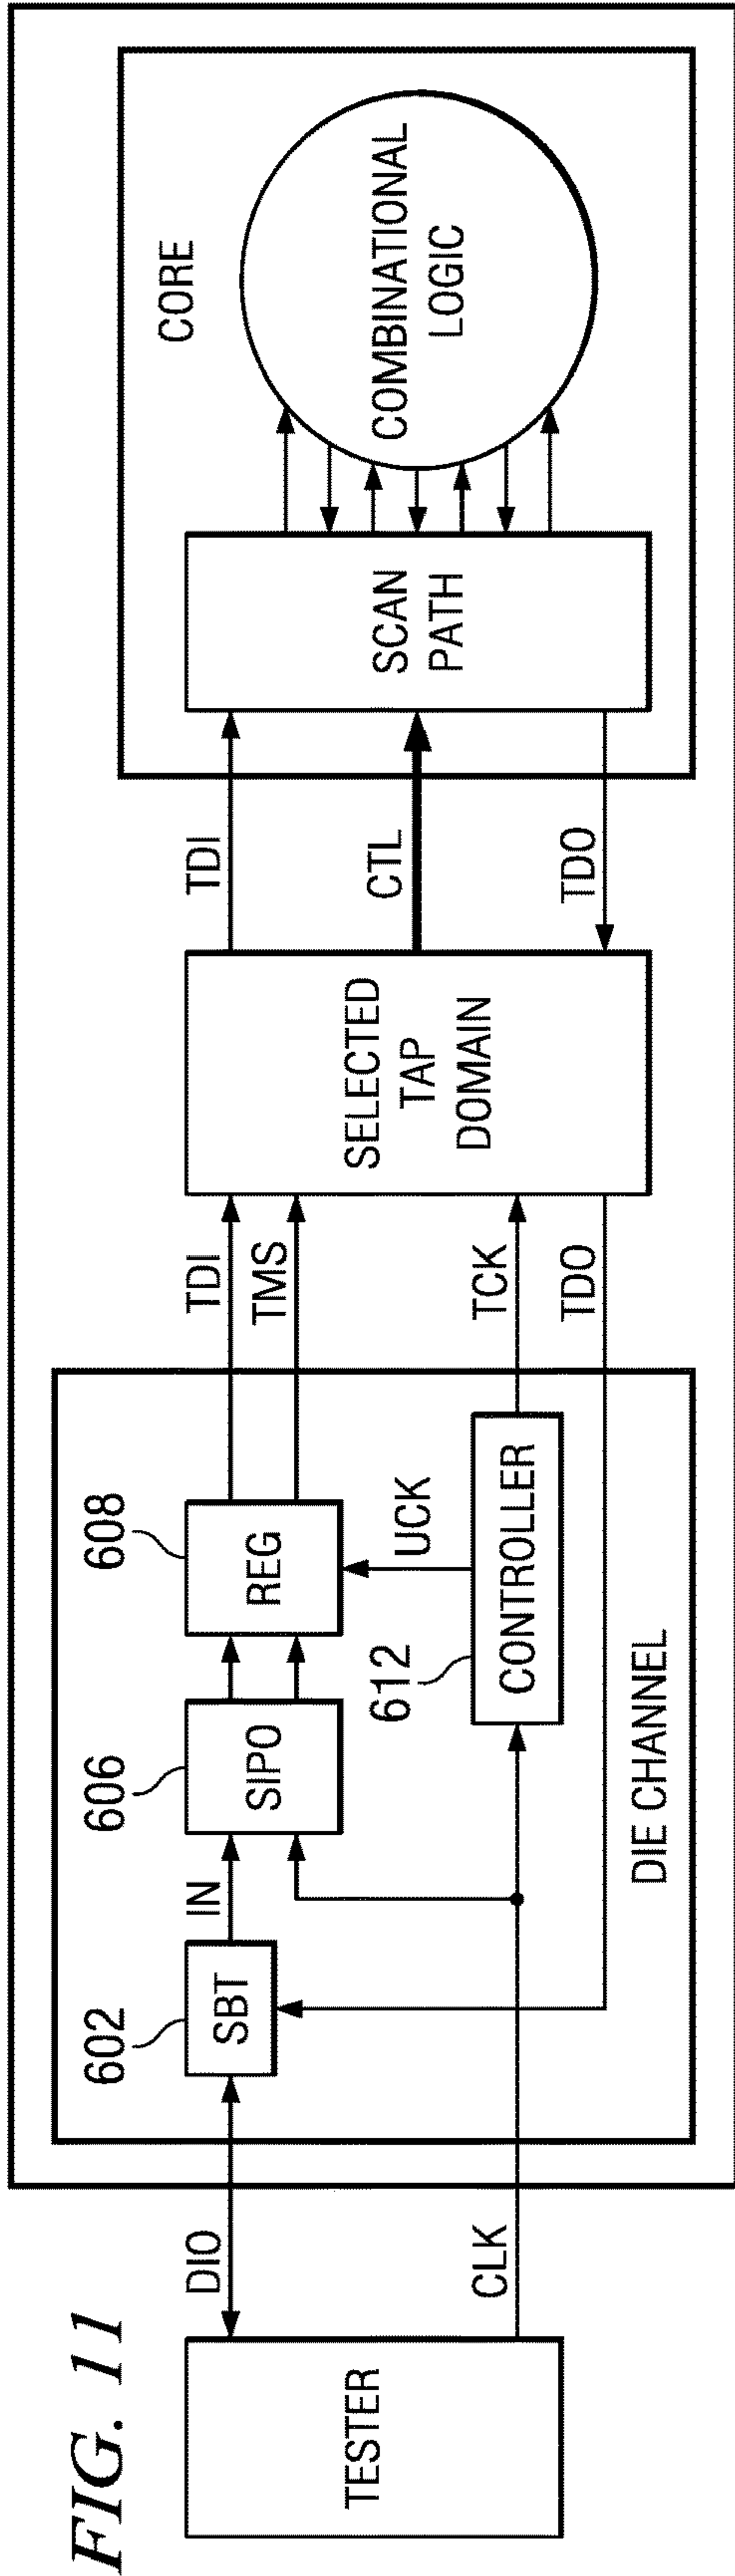 FIG. 11
TESTER
DIO
CLK
602
SBT
IN
606
SIPO
608
REG
UCK
612
CONTROLLER
DIE CHANNEL
TDI
TMS
TCK
TDO
SELECTED
TAP
DOMAIN
TDI
CTL
TDO
CORE
SCAN
PATH
COMBINATIONAL
LOGIC